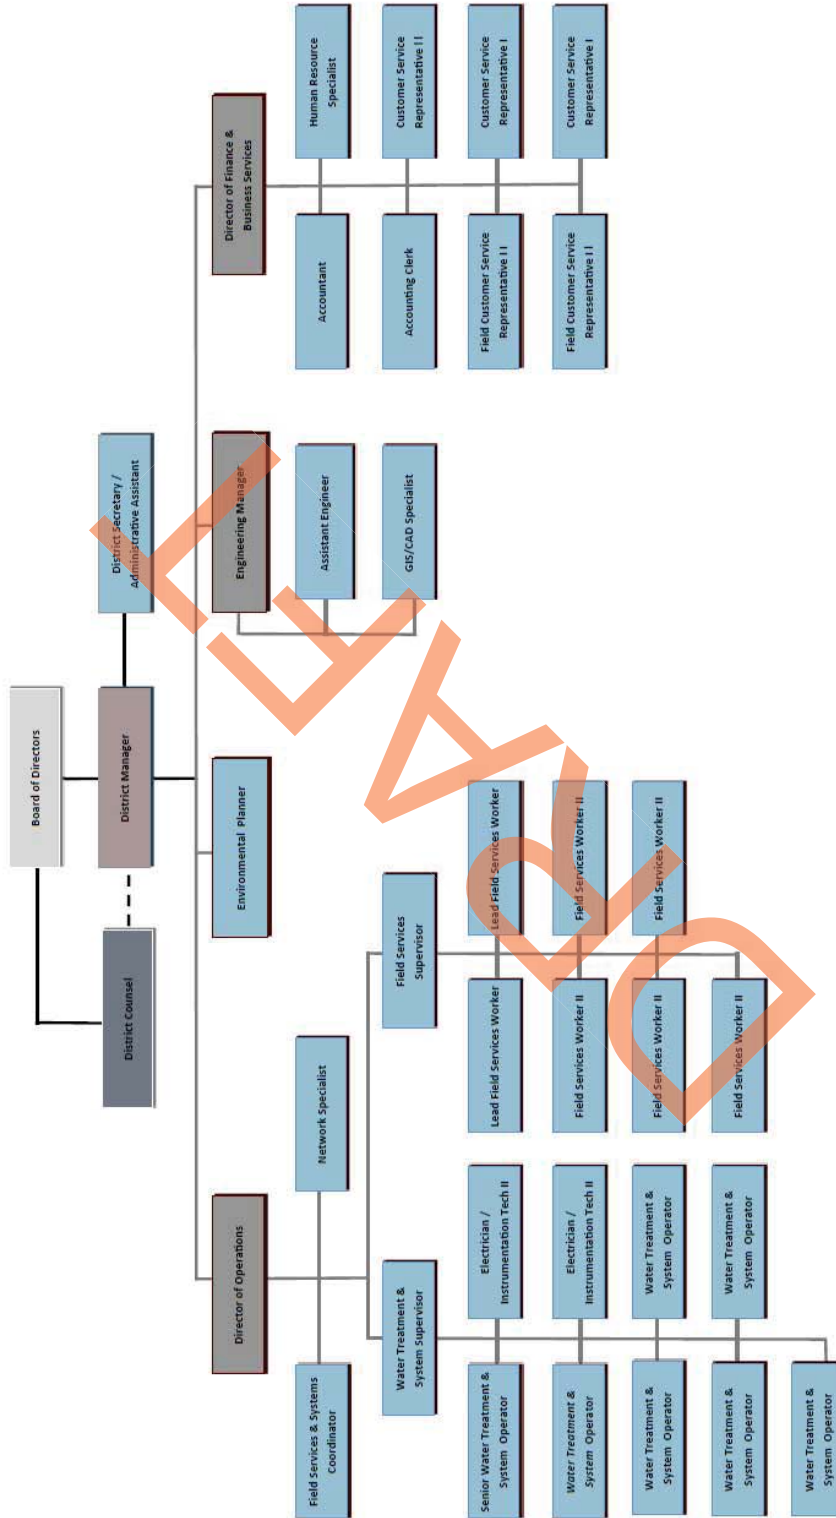 Board of Directors
District Counsel
District Manager
District Secretary /
Administrative Assistant
Director of Operations
Environmental Planner
Engineering Manager
Director of Finance &
Business Services
Field Services & Systems
Coordinator
Network Specialist
Assistant Engineer
Accountant
Human Resource
Specialist
Water Treatment &
System Supervisor
Field Services
Supervisor
GIS/CAD Specialist
Accounting Clerk
Customer Service
Representative II
Senior Water Treatment &
System Operator
Electrician /
Instrumentation Tech II
Lead Field Services Worker
Lead Field Services Worker
Field Customer Service
Representative II
Customer Service
Representative I
Water Treatment &
System Operator
Electrician /
Instrumentation Tech II
Field Services Worker II
Field Services Worker II
Field Customer Service
Representative II
Customer Service
Representative I
Water Treatment &
System Operator
Water Treatment &
System Operator
Field Services Worker II
Field Services Worker II
Water Treatment &
System Operator
Water Treatment &
System Operator
Field Services Worker II
Water Treatment &
System Operator
DRAFT